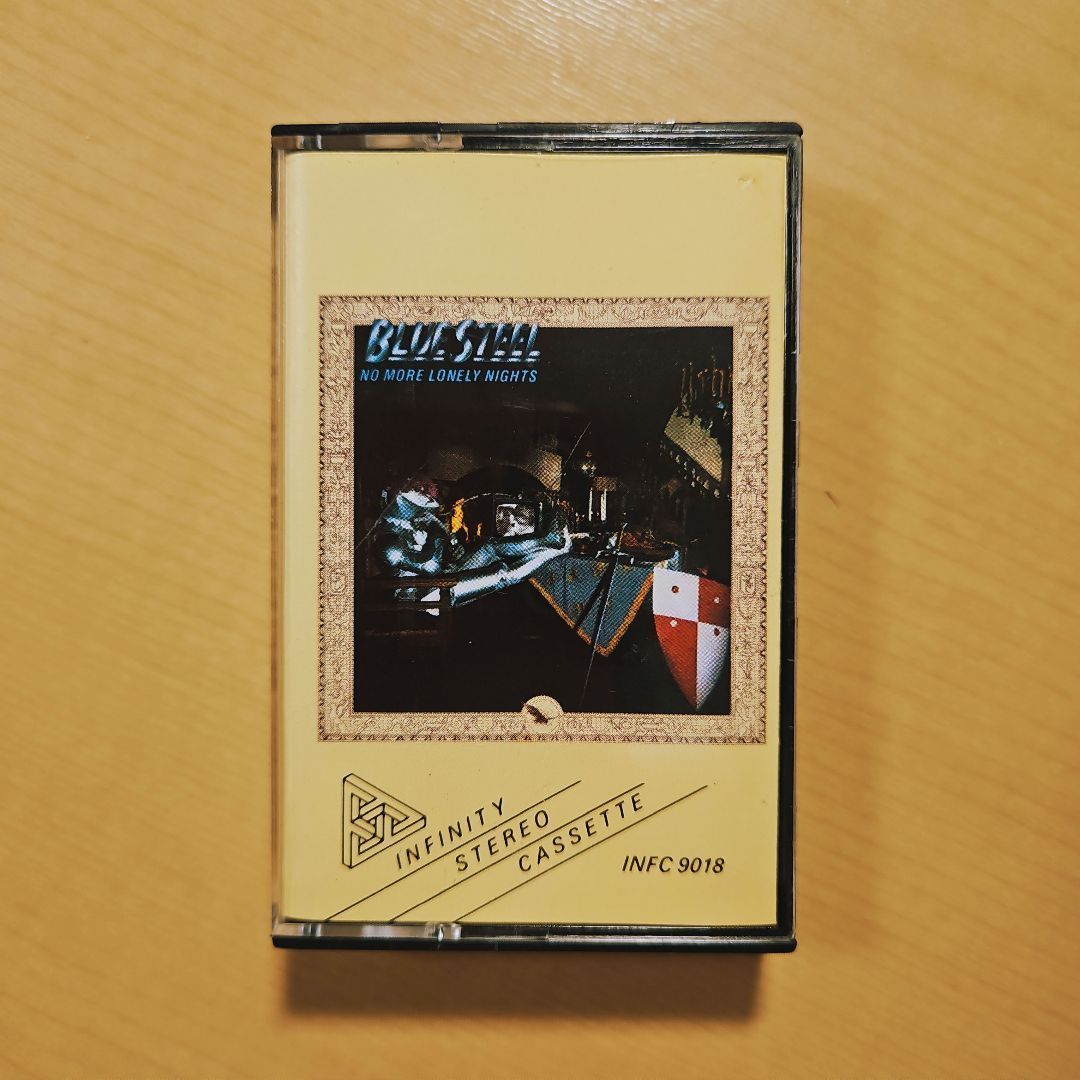 BLUE STEEL
NO MORE LONELY NIGHTS
INFINITY
STEREO
CASSETTE
INFC 9018